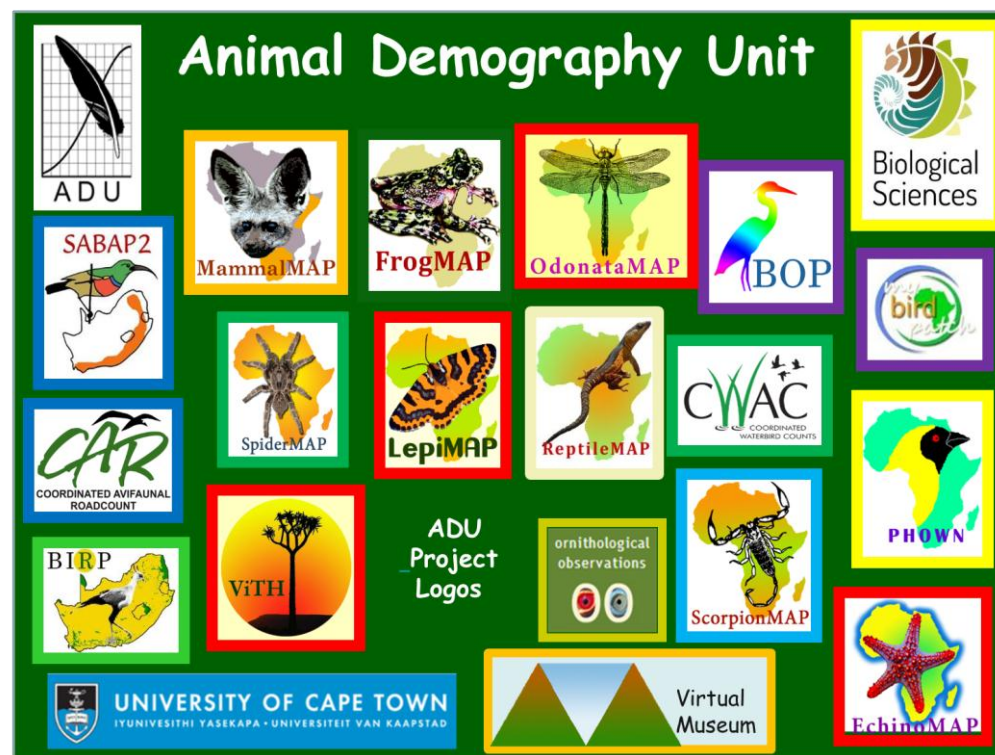 Animal Demography Unit
ADU
Biological
Sciences
MammalMAP
FrogMAP
OdonataMAP
BOP
SABAP2
my
bird
patch
SpiderMAP
LepiMAP
ReptileMAP
CWAC
COORDINATED
WATERBIRD COUNTS
CAR
COORDINATED AVIFAUNAL
ROADCOUNT
PHOWN
ViTH
ADU
Project
Logos
ornithological
observations
ScorpionMAP
BIRP
EchinoMAP
UNIVERSITY OF CAPE TOWN
IYUNIVESITHI YASEKAPA • UNIVERSITEIT VAN KAAPSTAD
Virtual
Museum